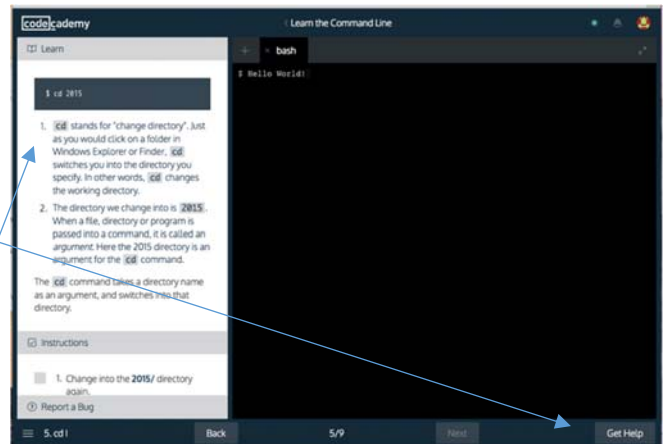 codecademy
Learn the Command Line
Learn
bash
$ Hello World!
$ cd 2015
1. cd stands for "change directory". Just
as you would click on a folder in
Windows Explorer or Finder, cd
switches you into the directory you
specify. In other words, cd changes
the working directory.
2. The directory we change into is 2015.
When a file, directory or program is
passed into a command, it is called an
argument. Here the 2015 directory is an
argument for the cd command.
The cd command takes a directory name
as an argument, and switches into that
directory.
Instructions
1. Change into the 2015/ directory
again.
Report a Bug
5. cd I
Back
5/9
Next
Get Help